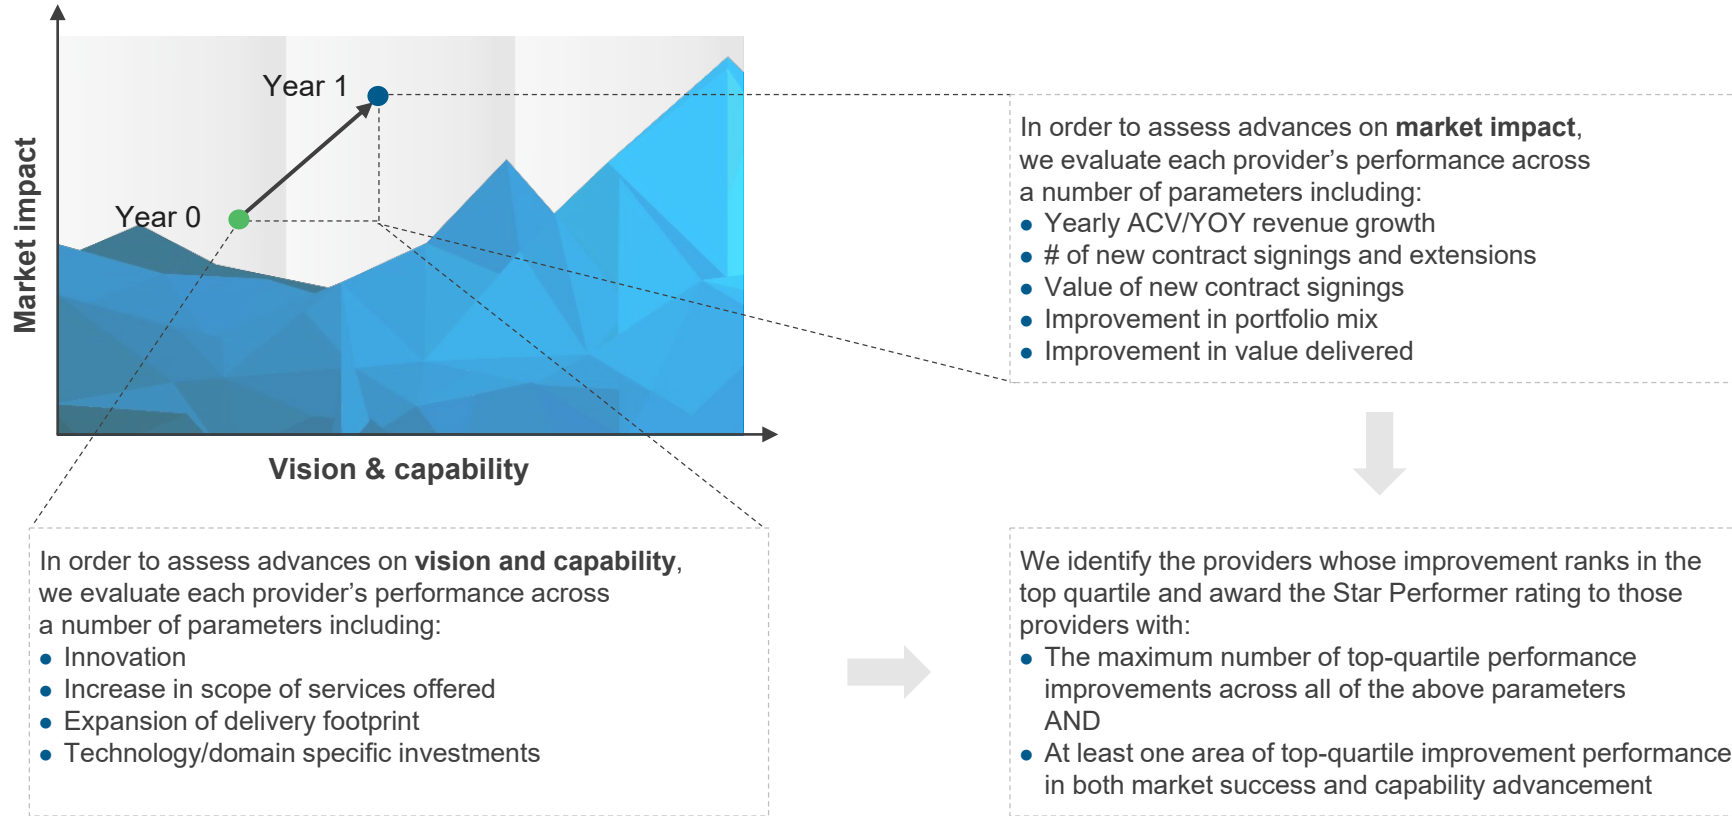 Year 1
Year 0
Market impact
Vision & capability
In order to assess advances on market impact,
we evaluate each provider’s performance across
a number of parameters including:
● Yearly ACV/YOY revenue growth
● # of new contract signings and extensions
● Value of new contract signings
● Improvement in portfolio mix
● Improvement in value delivered
In order to assess advances on vision and capability,
we evaluate each provider’s performance across
a number of parameters including:
● Innovation
● Increase in scope of services offered
● Expansion of delivery footprint
● Technology/domain specific investments
We identify the providers whose improvement ranks in the
top quartile and award the Star Performer rating to those
providers with:
● The maximum number of top-quartile performance
improvements across all of the above parameters
AND
● At least one area of top-quartile improvement performance
in both market success and capability advancement